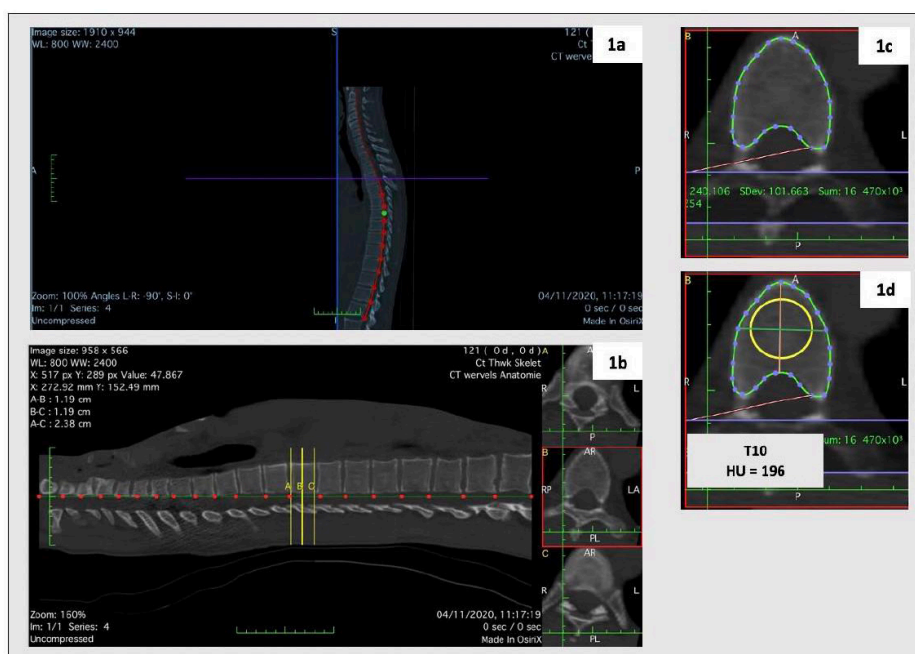 Image size: 1910 x 944
WL: 800 WW: 2400
S
121 (
Ct
CT wervels
1a
A
P
Zoom: 100% Angles L-R: -90°, S-I: 0°
Im: 1/1 Series: 4
Uncompressed
I
04/11/2020, 11:17:19
0 sec / 0 sec
Made In OsiriX
Image size: 958 x 566
WL: 800 WW: 2400
X: 517 px Y: 289 px Value: 47.867
X: 272.92 mm Y: 152.49 mm
A-B: 1.19 cm
B-C: 1.19 cm
A-C: 2.38 cm
121 ( 0d, 0d)
Ct Thwk Skelet
CT wervels Anatomie
1b
A B C
Zoom: 160%
Im: 1/1 Series: 4
Uncompressed
04/11/2020, 11:17:19
0 sec / 0 sec
Made In OsiriX
A
A
R
L
P
B
AR
RP
LA
PL
C
AR
R
L
PL
B
A
1c
R
L
240.106 SDev: 101.663 Sum: 16 470x10³
254
P
B
A
1d
R
L
um: 16 470x10³
T10
HU = 196
P